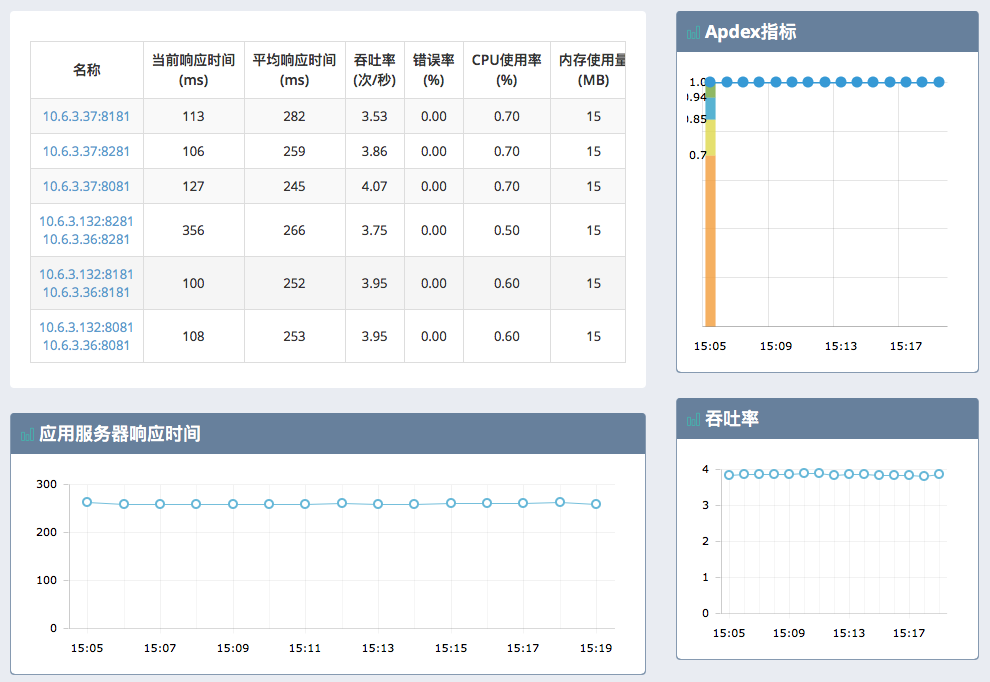 名称 当前响应时间 (ms) 平均响应时间 (ms) 吞吐率 (次/秒) 错误率 (%) CPU使用率 (%) 内存使用量 (MB)
10.6.3.37:8181 113 282 3.53 0.00 0.70 15
10.6.3.37:8281 106 259 3.86 0.00 0.70 15
10.6.3.37:8081 127 245 4.07 0.00 0.70 15
10.6.3.132:8281
10.6.3.36:8281 356 266 3.75 0.00 0.50 15
10.6.3.132:8181
10.6.3.36:8181 100 252 3.95 0.00 0.60 15
10.6.3.132:8081
10.6.3.36:8081 108 253 3.95 0.00 0.60 15
Apdex指标
1.0
.94
.85
0.7
15:05 15:09 15:13 15:17
应用服务器响应时间
300
200
100
0
15:05 15:07 15:09 15:11 15:13 15:15 15:17 15:19
吞吐率
4
3
2
1
0
15:05 15:09 15:13 15:17